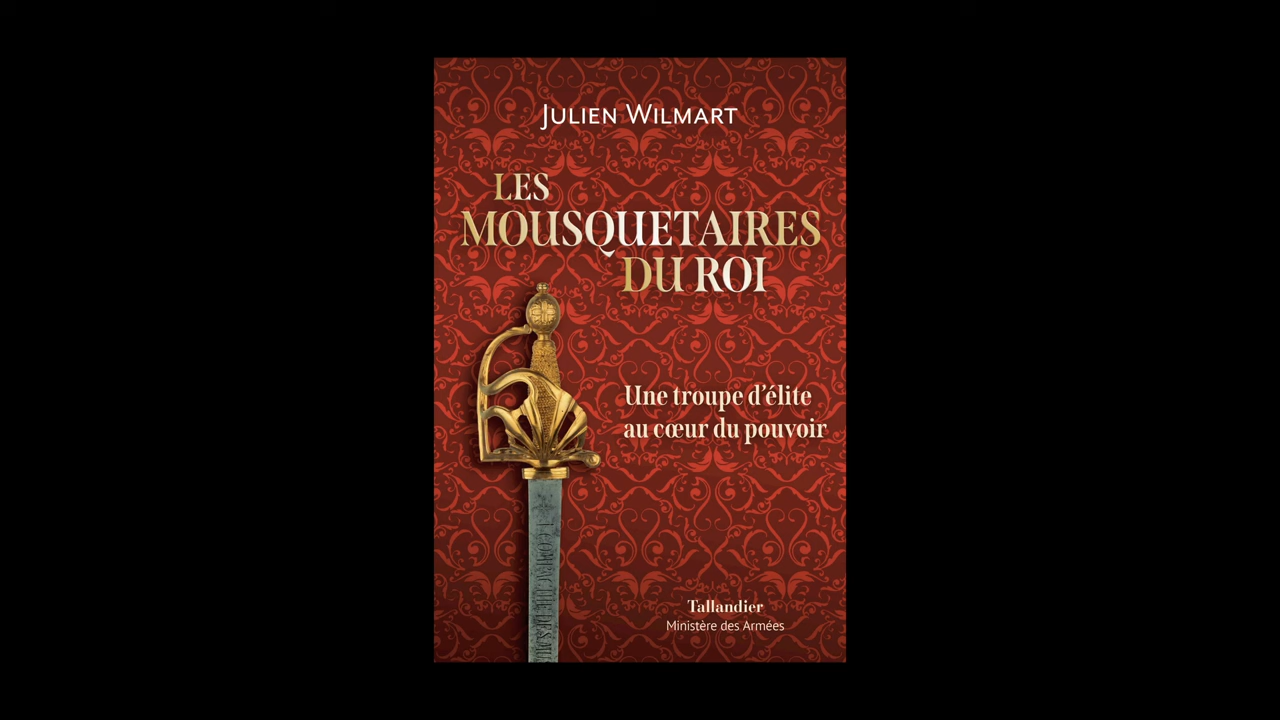 JULIEN WILMART
LES
MOUSQUETAIRES
DU ROI
Une troupe d'élite
au cœur du pouvoir
Tallandier
Ministère des Armées